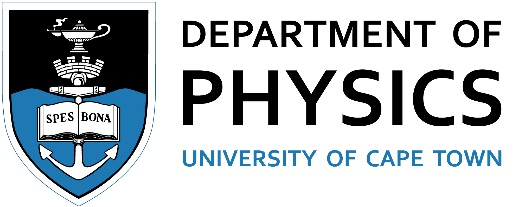 SPES BONA
DEPARTMENT OF
PHYSICS
UNIVERSITY OF CAPE TOWN